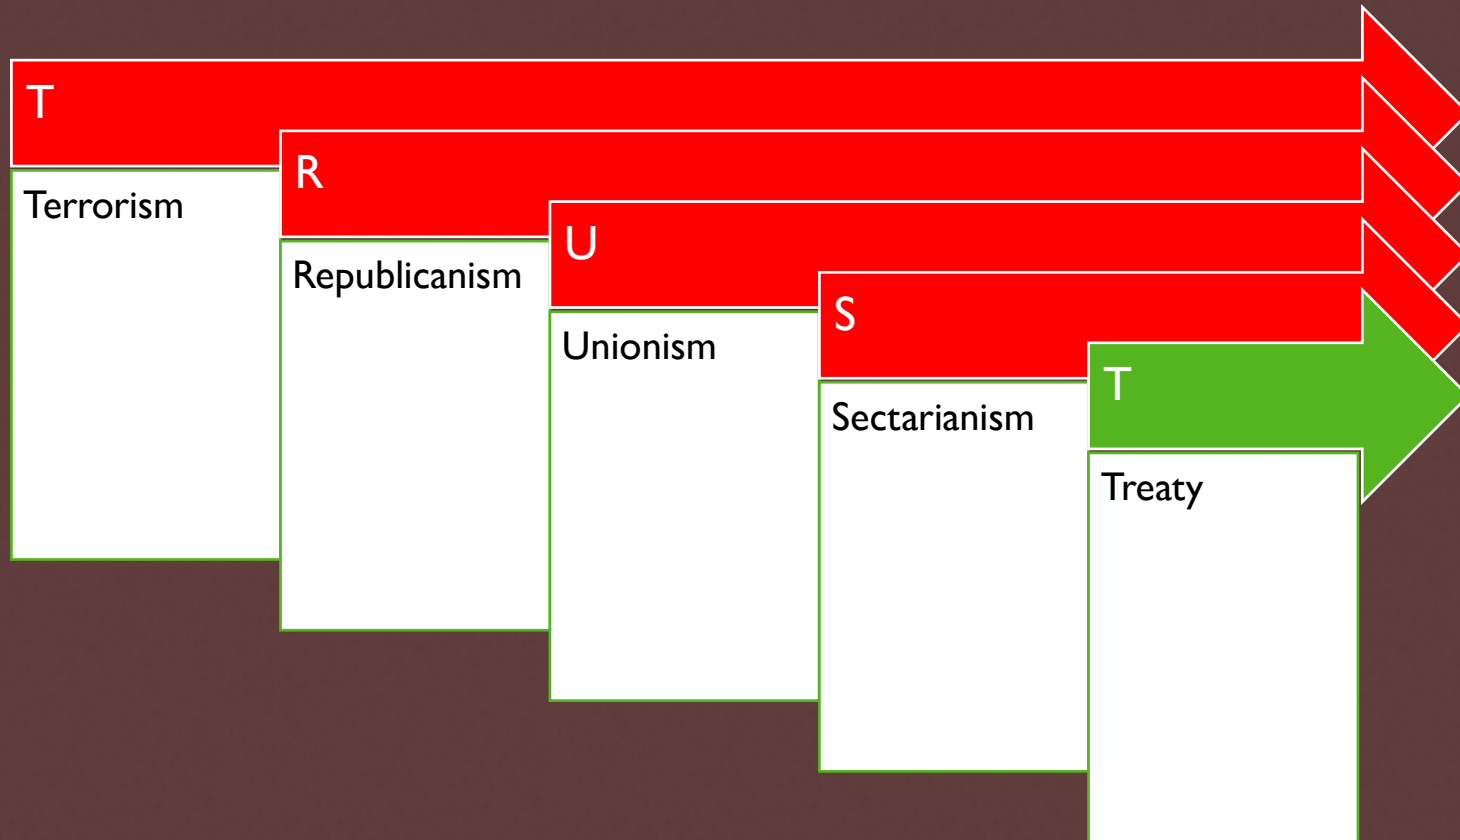 T
Terrorism
R
Republicanism
U
Unionism
S
Sectarianism
T
Treaty